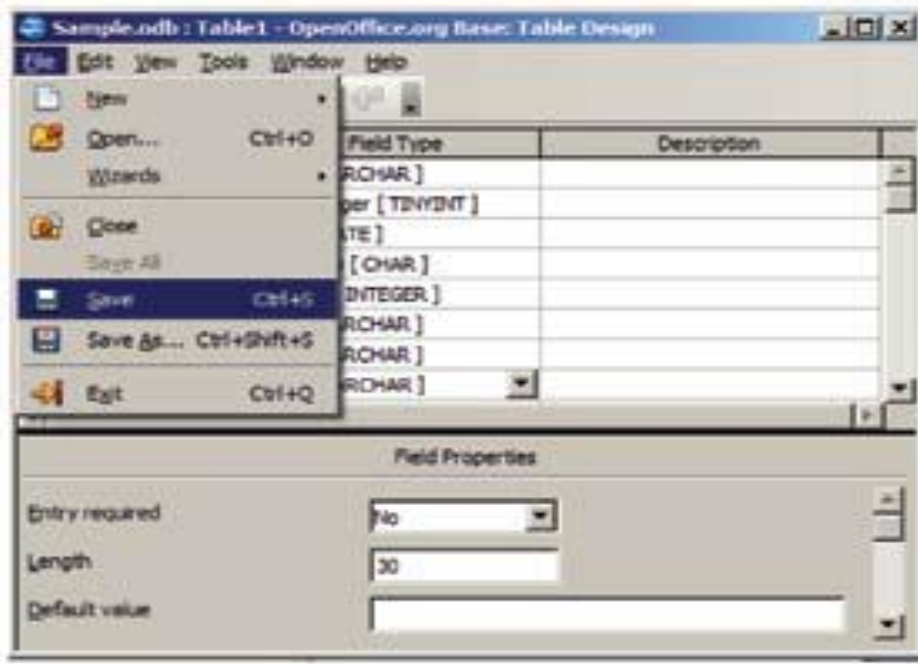 Sample.odb : Table1 - OpenOffice.org Base: Table Design
File Edit View Tools Window Help
New
Open... Ctrl+O
Wizards
Close
Save All
Save Ctrl+S
Save As... Ctrl+Shift+S
Exit Ctrl+Q
Field Type Description
RCHAR ]
ger [ TINYINT ]
TE ]
[ CHAR ]
INTEGER ]
RCHAR ]
RCHAR ]
RCHAR ]
Field Properties
Entry required No
Length 30
Default value